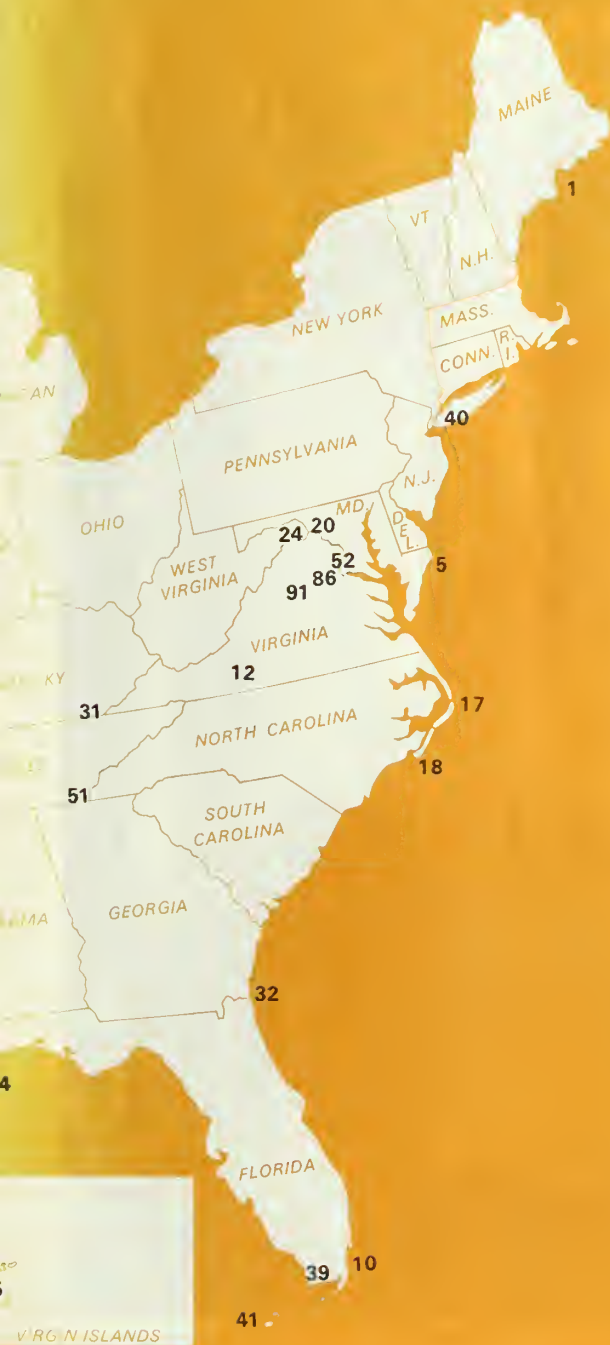 MAINE
1
VT
N.H.
NEW YORK
MASS.
CONN.
R.
I.
AN
40
PENNSYLVANIA
N.J.
OHIO
MD.
D
E
L.
24
20
WEST
VIRGINIA
52
5
86
91
VIRGINIA
12
KY
31
17
NORTH CAROLINA
18
51
SOUTH
CAROLINA
GEORGIA
32
4
FLORIDA
39
10
41
VIRGIN ISLANDS